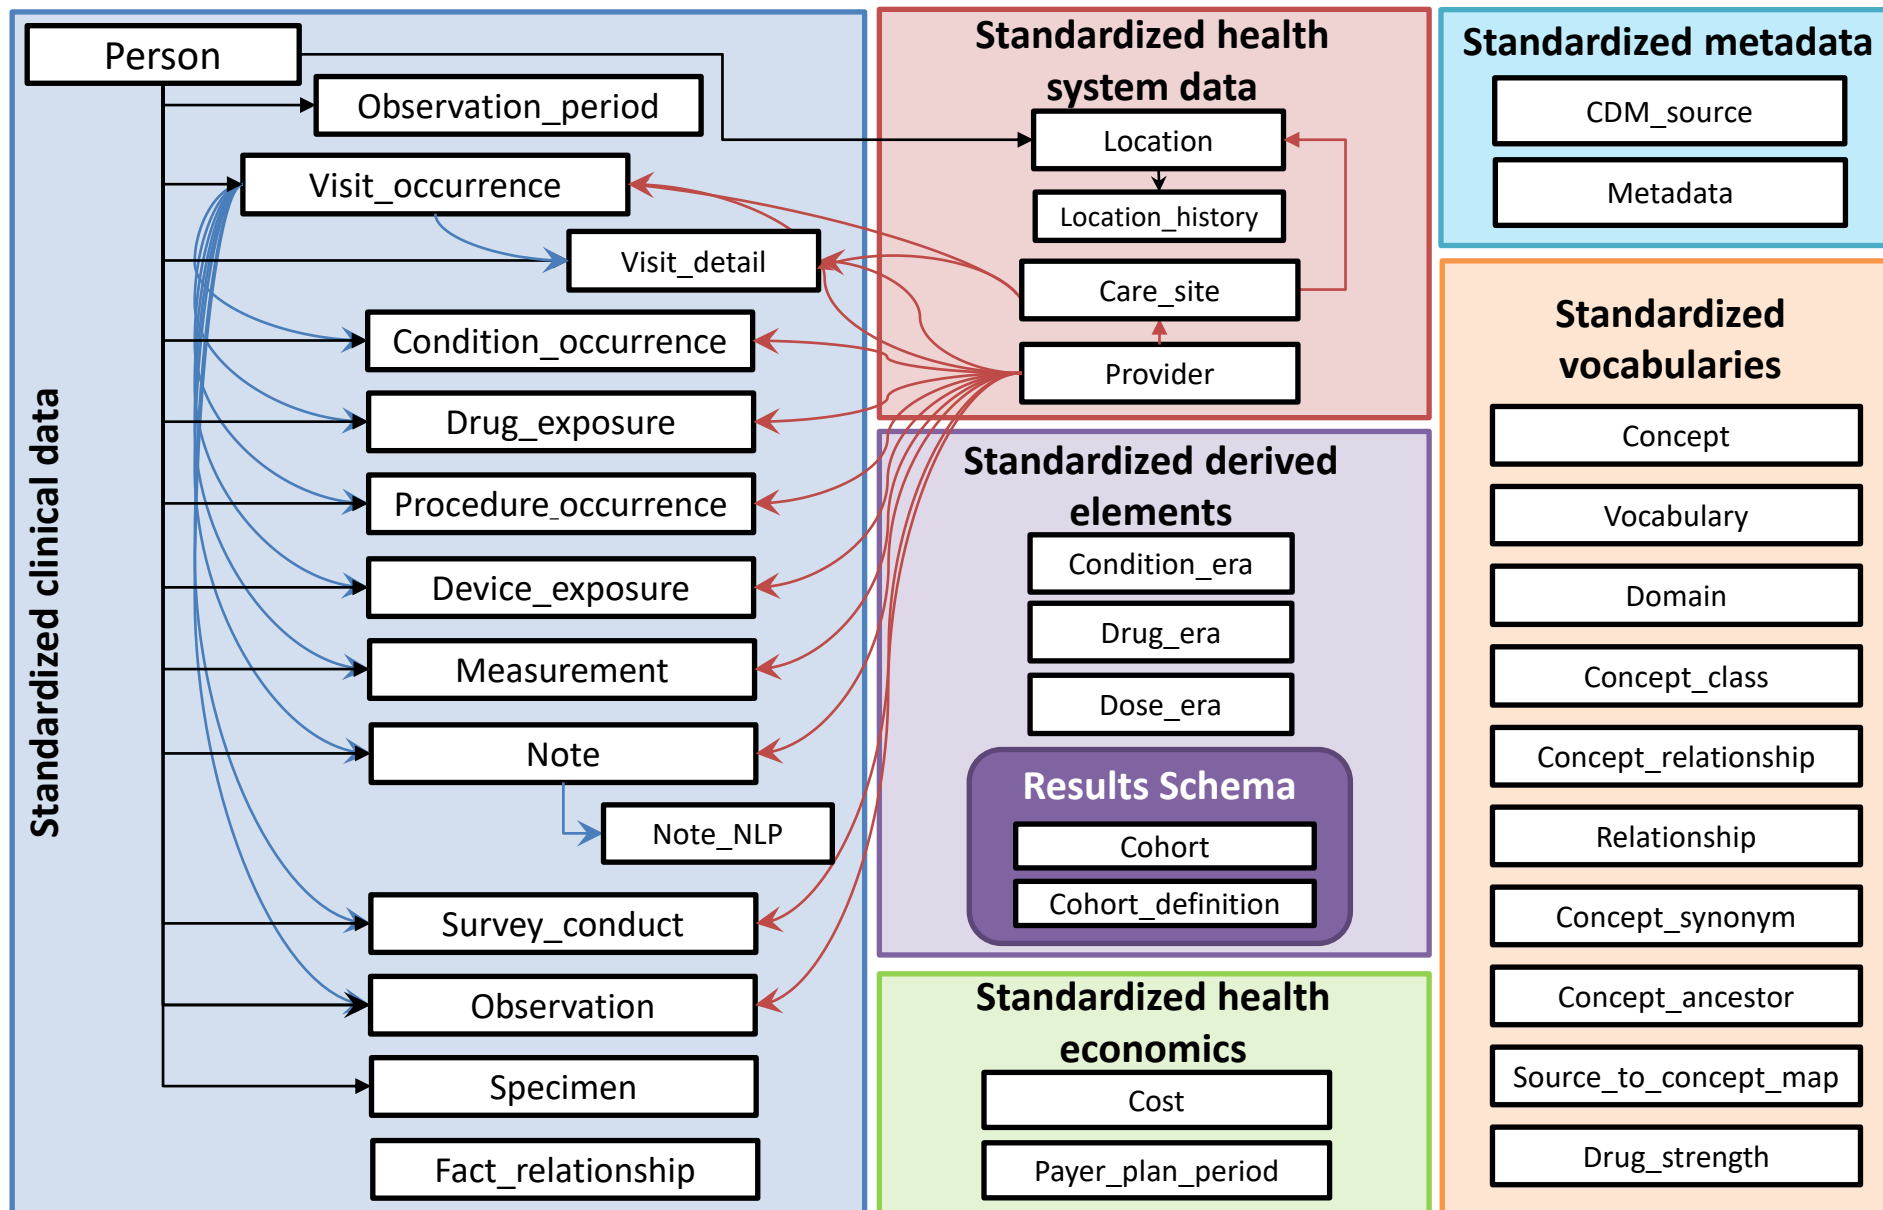 Standardized clinical data
Person
Observation_period
Visit_occurrence
Visit_detail
Condition_occurrence
Drug_exposure
Procedure_occurrence
Device_exposure
Measurement
Note
Note_NLP
Survey_conduct
Observation
Specimen
Fact_relationship
Standardized health
system data
Location
Location_history
Care_site
Provider
Standardized derived
elements
Condition_era
Drug_era
Dose_era
Results Schema
Cohort
Cohort_definition
Standardized health
economics
Cost
Payer_plan_period
Standardized metadata
CDM_source
Metadata
Standardized
vocabularies
Concept
Vocabulary
Domain
Concept_class
Concept_relationship
Relationship
Concept_synonym
Concept_ancestor
Source_to_concept_map
Drug_strength